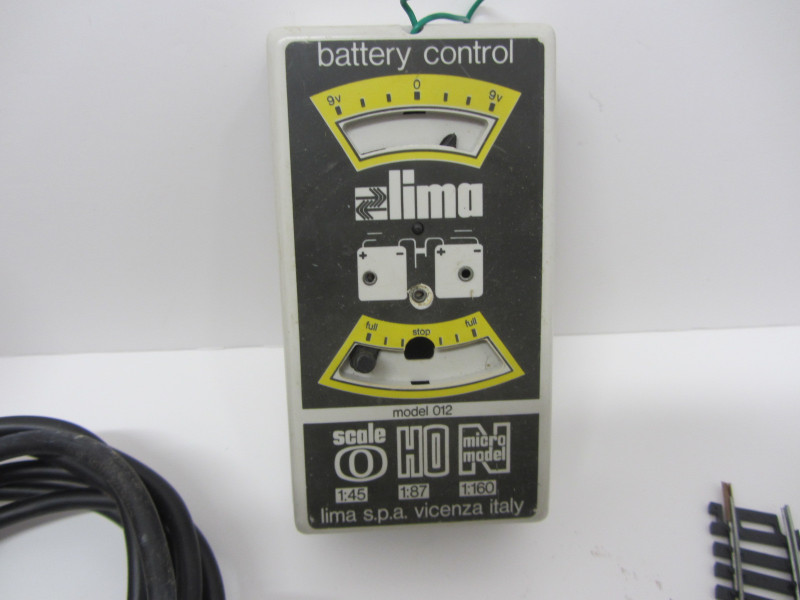 battery control
9v 0 9v
lima
+ - + -
full stop full
model 012
scale O HO N micro model
1:45 1:87 1:160
lima s.p.a. vicenza italy